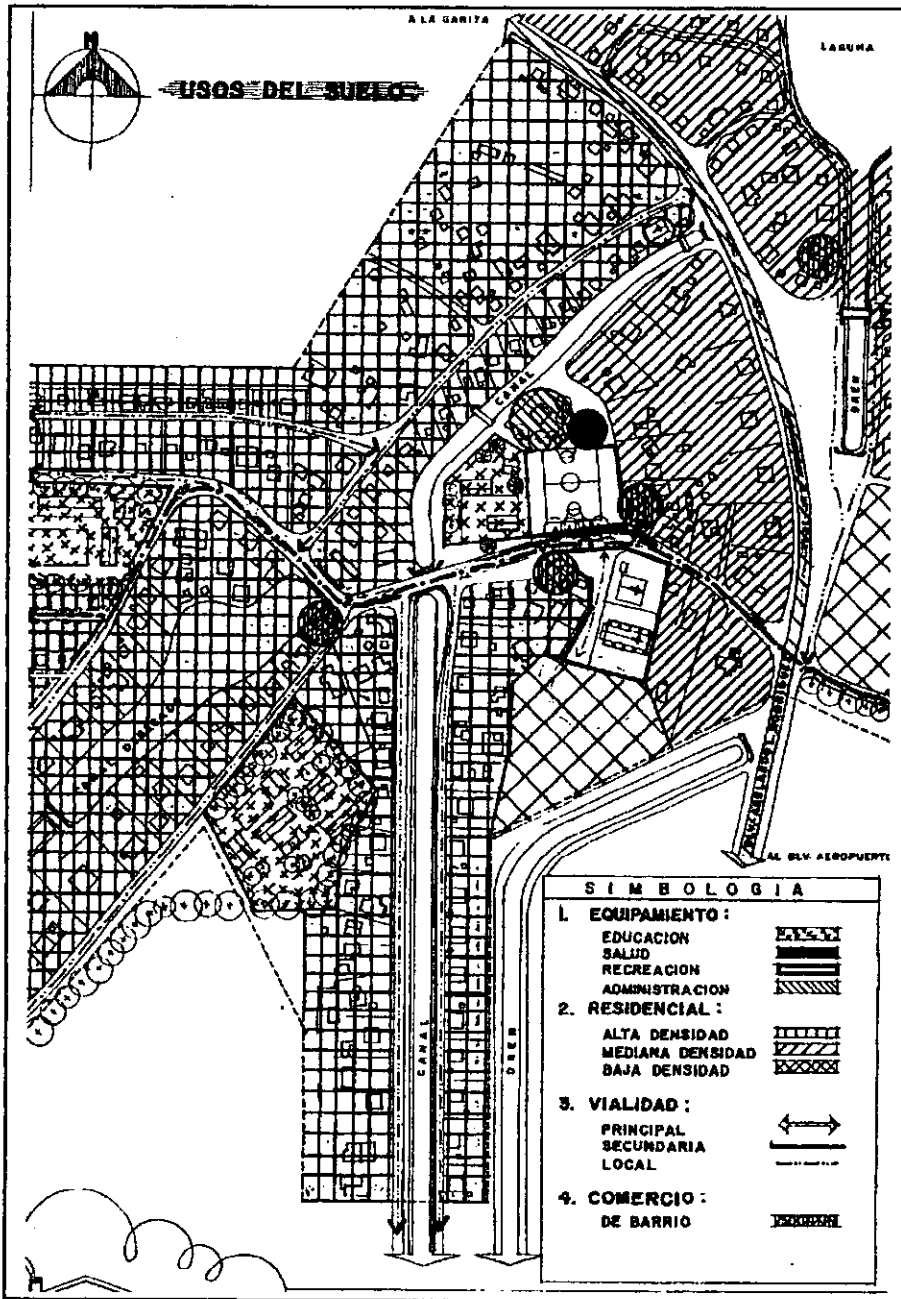 A LA GARITA
LAGUNA
N
USOS DEL SUELO:
CANAL
DREN
AL BLV. AEROPUERTO
SIMBOLOGIA
1. EQUIPAMIENTO:
EDUCACION
SALUD
RECREACION
ADMINISTRACION
2. RESIDENCIAL:
ALTA DENSIDAD
MEDIANA DENSIDAD
BAJA DENSIDAD
3. VIALIDAD:
PRINCIPAL
SECUNDARIA
LOCAL
4. COMERCIO:
DE BARRIO
CANAL
DREN